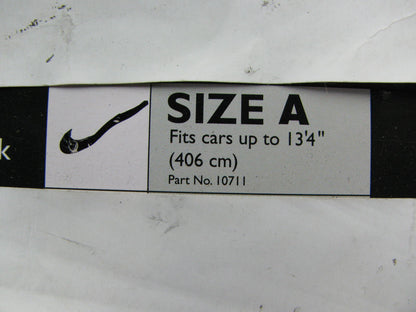 SIZE A
Fits cars up to 13'4"
k
(406 cm)
Part No. 10711